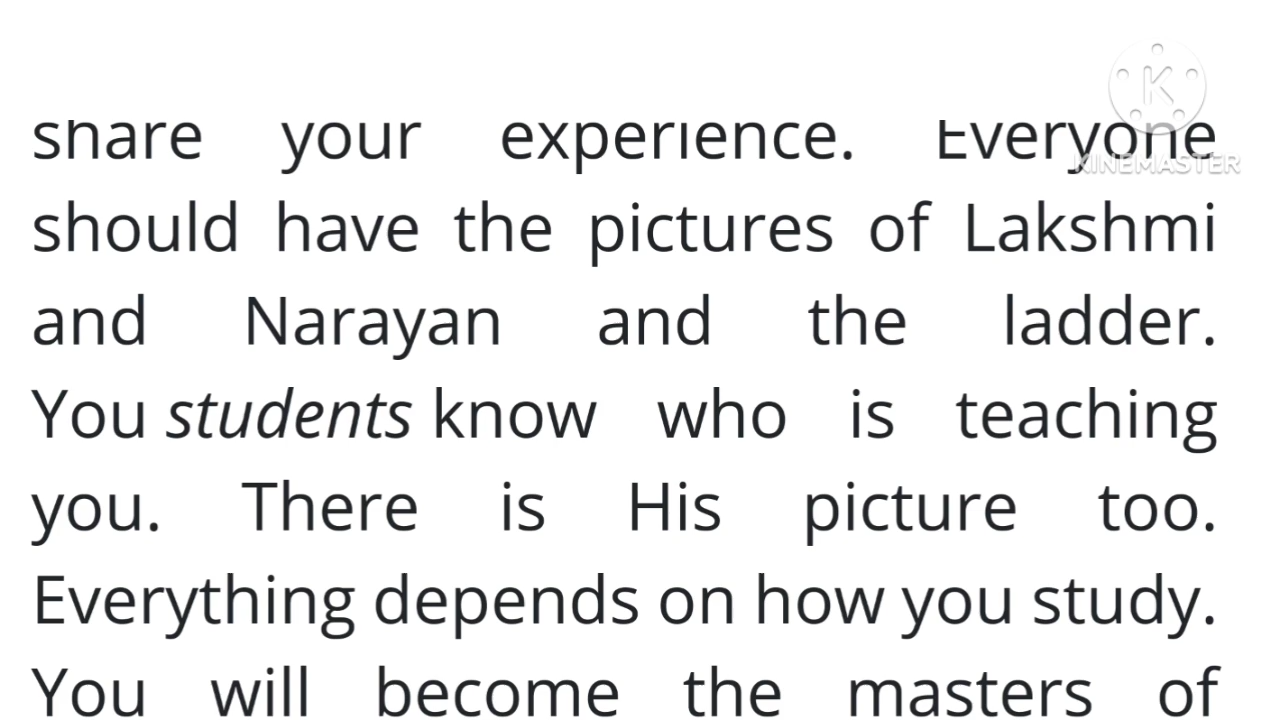 share your experience. Everyone
KINEMASTER
should have the pictures of Lakshmi
and Narayan and the ladder.
You students know who is teaching
you. There is His picture too.
Everything depends on how you study.
You will become the masters of